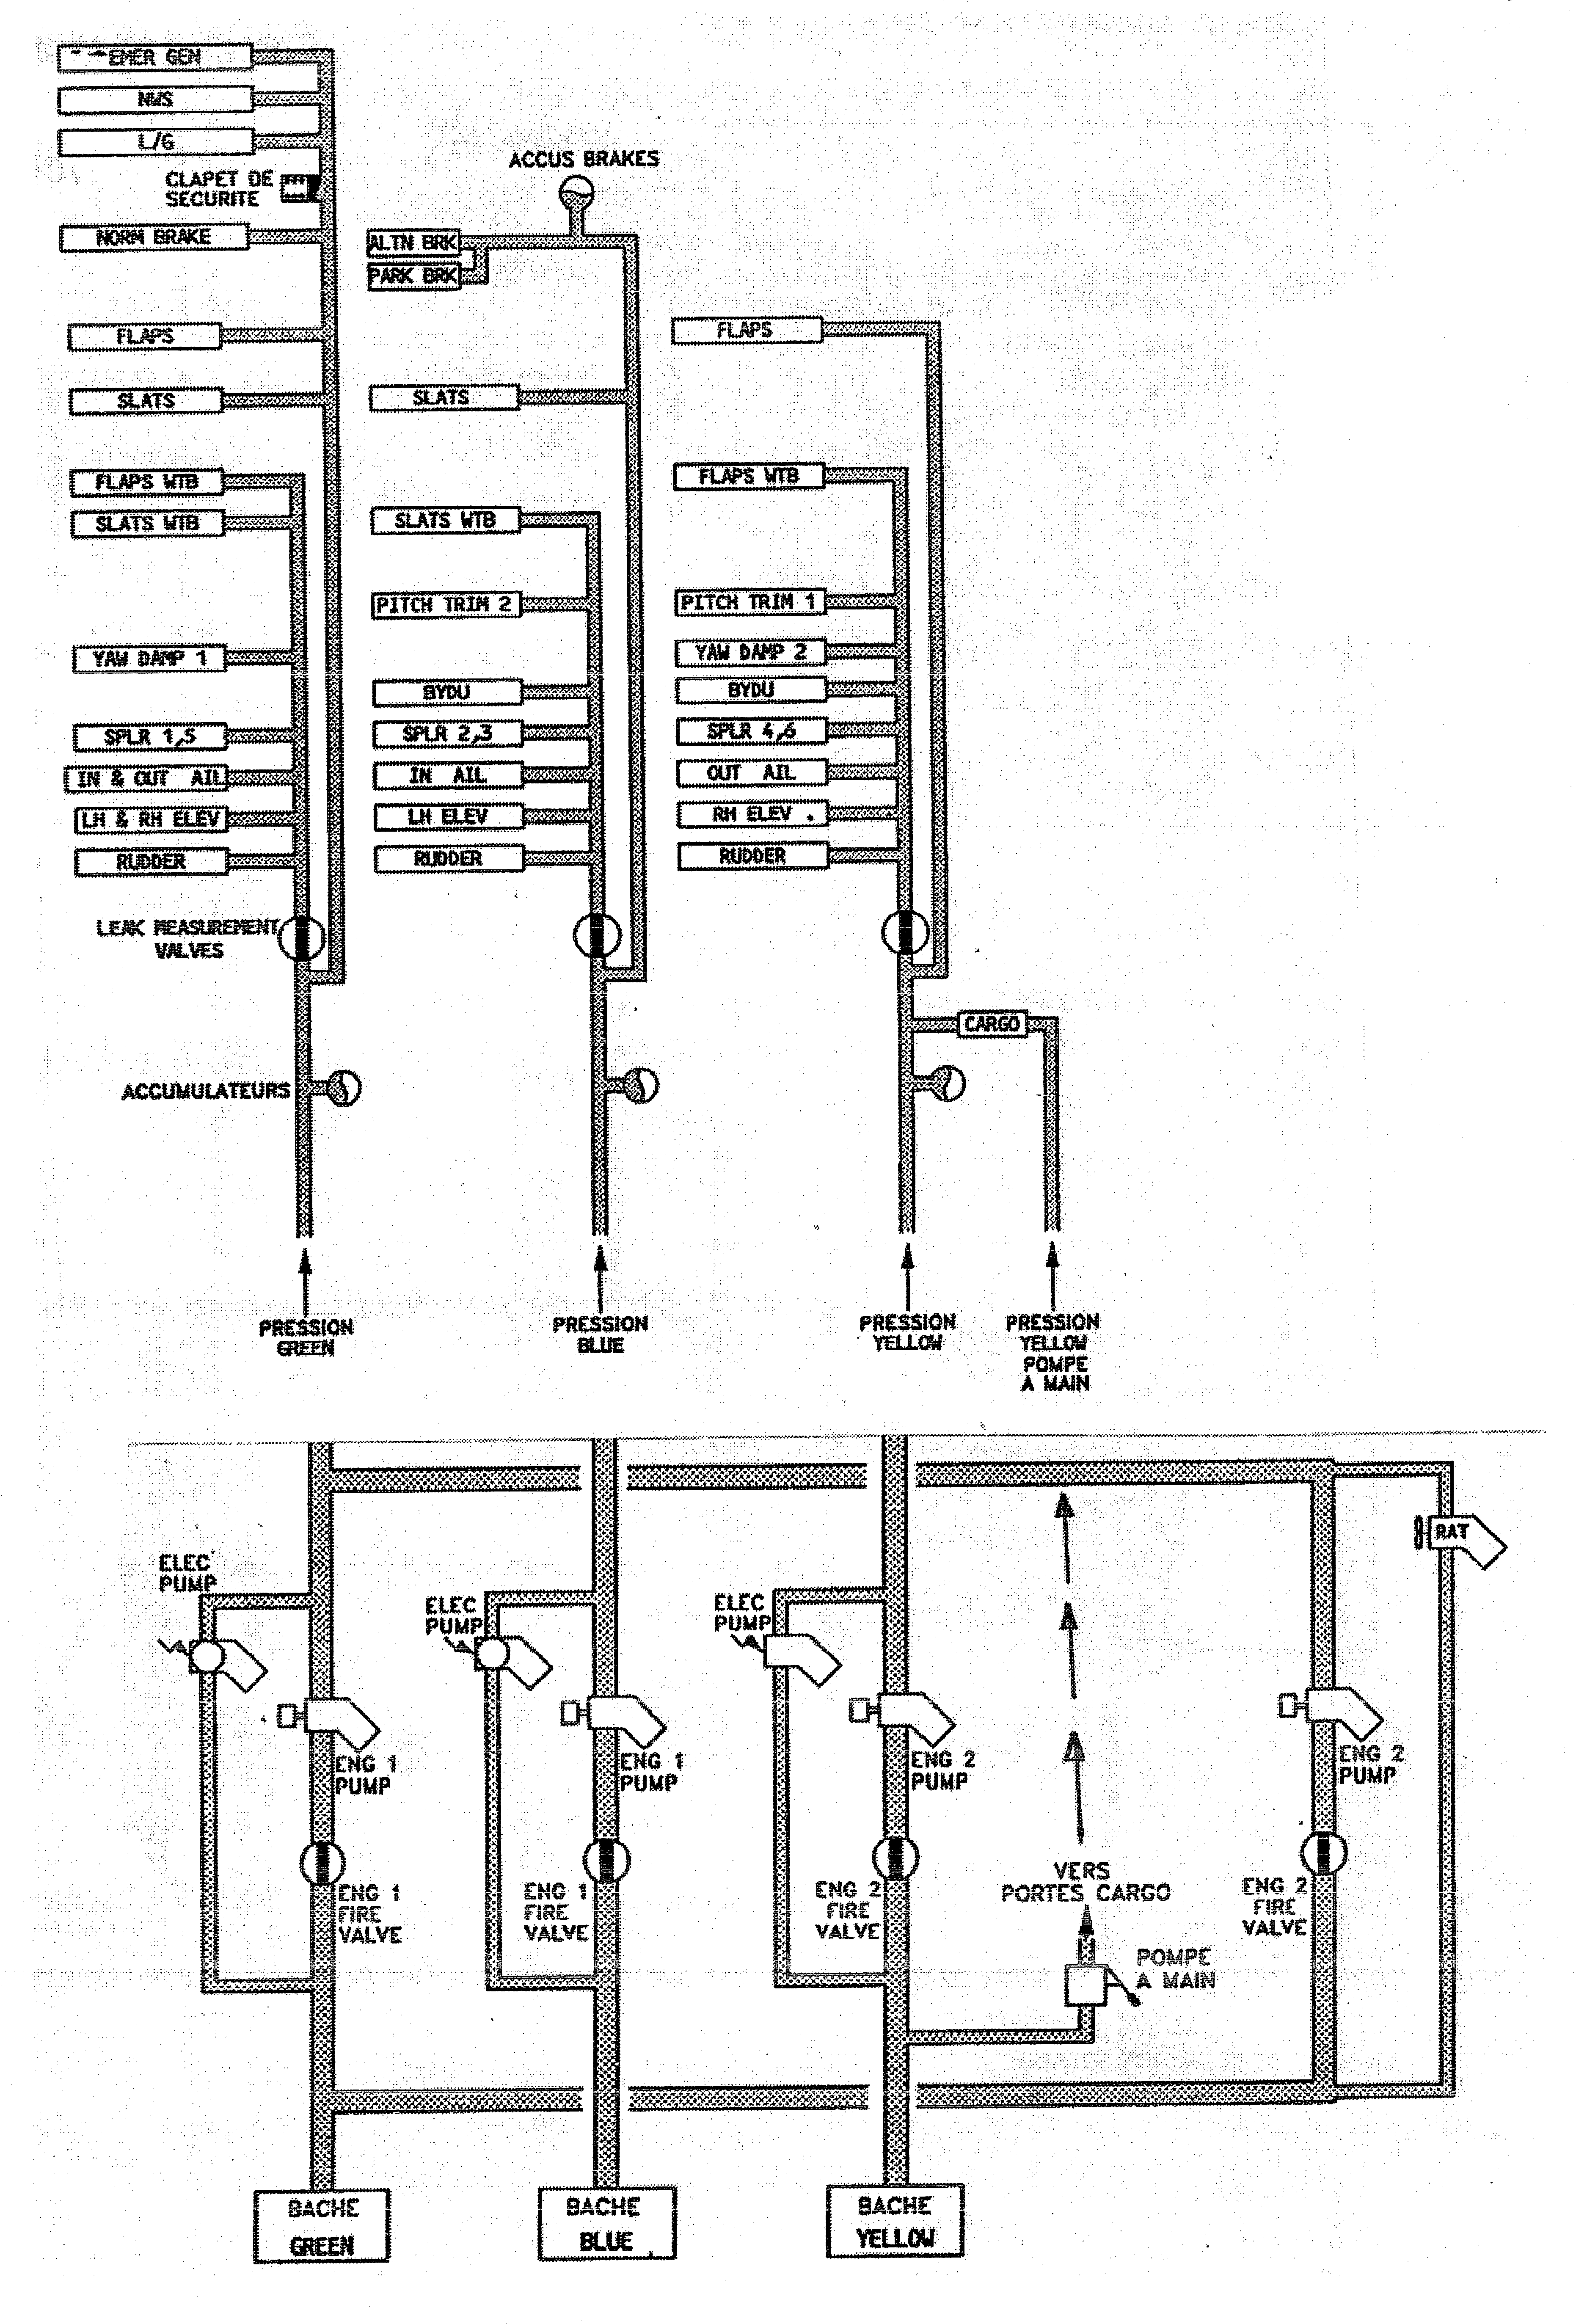 EMER GEN
NWS
L/G
CLAPET DE
SECURITE
NORM BRAKE
FLAPS
SLATS
FLAPS WTB
SLATS WTB
YAW DAMP 1
SPLR 1,5
IN & OUT AIL
LH & RH ELEV
RUDDER
LEAK MEASUREMENT
VALVES
ACCUMULATEURS
PRESSION
GREEN
ACCUS BRAKES
ALTN BRK
PARK BRK
SLATS
SLATS WTB
PITCH TRIM 2
BYDU
SPLR 2,3
IN AIL
LH ELEV
RUDDER
PRESSION
BLUE
FLAPS
FLAPS WTB
PITCH TRIM 1
YAW DAMP 2
BYDU
SPLR 4,6
OUT AIL
RH ELEV .
RUDDER
CARGO
PRESSION
YELLOW
PRESSION
YELLOW
POMPE
A MAIN
ELEC
PUMP
ENG 1
PUMP
ENG 1
FIRE
VALVE
BACHE
GREEN
ELEC
PUMP
ENG 1
PUMP
ENG 1
FIRE
VALVE
BACHE
BLUE
ELEC
PUMP
ENG 2
PUMP
ENG 2
FIRE
VALVE
BACHE
YELLOW
VERS
PORTES CARGO
POMPE
A MAIN
RAT
ENG 2
PUMP
ENG 2
FIRE
VALVE